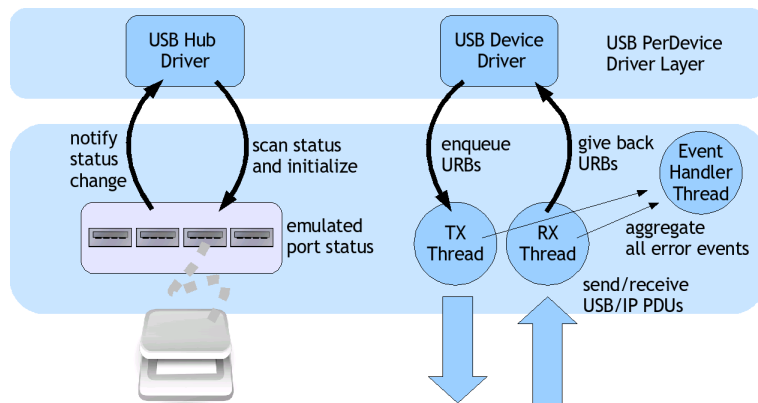 USB Hub
Driver
USB Device
Driver
USB PerDevice
Driver Layer
notify
status
change
scan status
and initialize
enqueue
URBs
give back
URBs
Event
Handler
Thread
emulated
port status
TX
Thread
RX
Thread
aggregate
all error events
send/receive
USB/IP PDUs